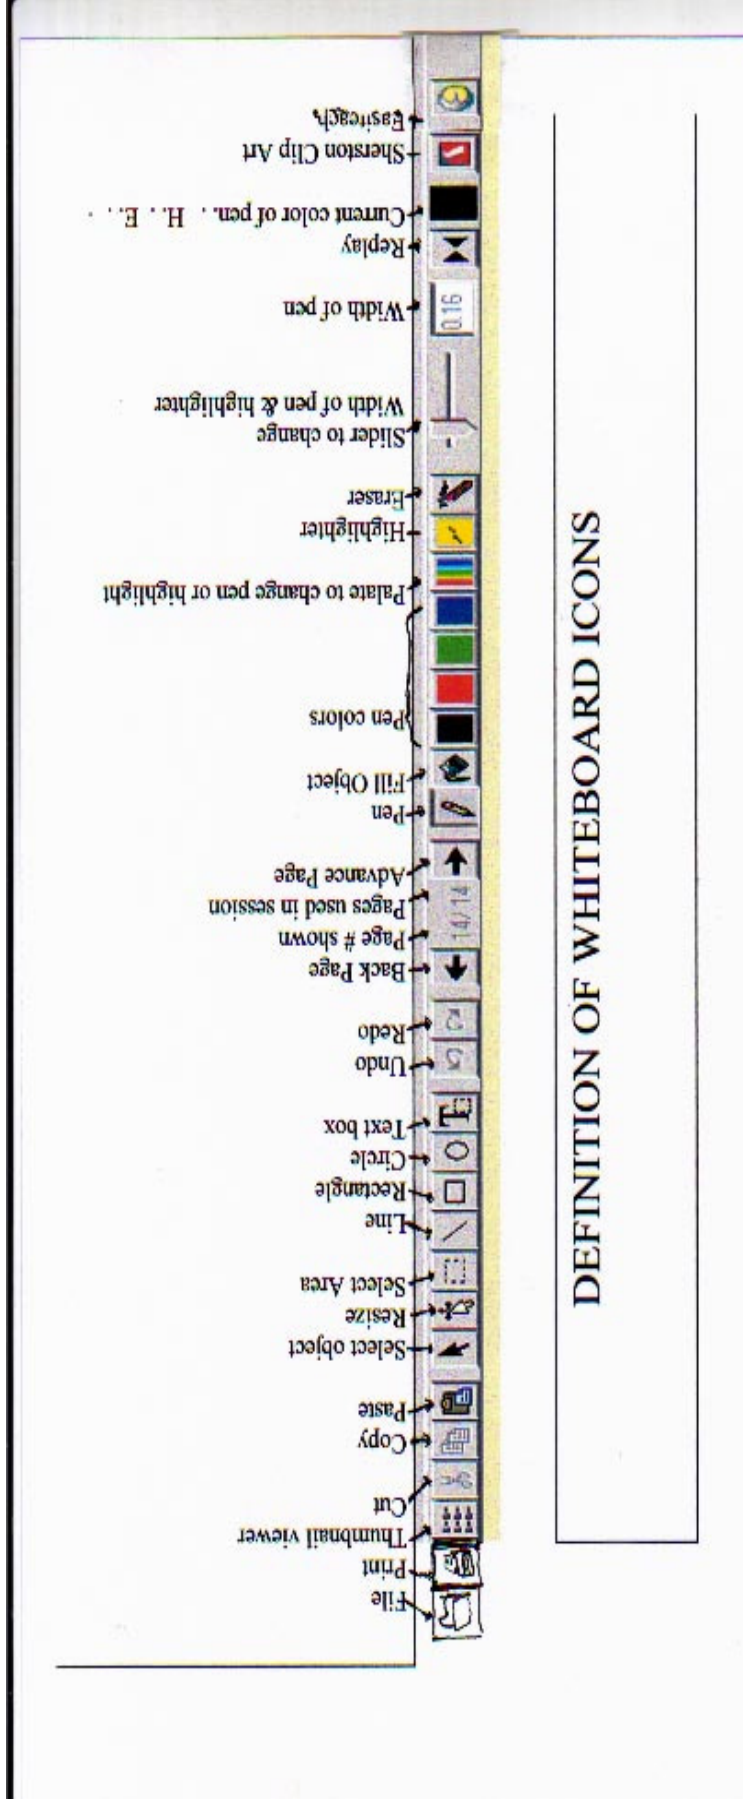 File
Print
Thumbnail viewer
Cut
Copy
Paste
Select object
Resize
Select Area
Line
Rectangle
Circle
Text box
Undo
Redo
Back Page
Page # shown
Pages used in session
Advance Page
Pen
Fill Object
Pen colors
Palate to change pen or highlight
Highlighter
Eraser
Slider to change
Width of pen & highlighter
Width of pen
Replay
Current color of pen. . H. . E. . .
Sherston Clip Art
Easiteach
14/14
0.16
DEFINITION OF WHITEBOARD ICONS